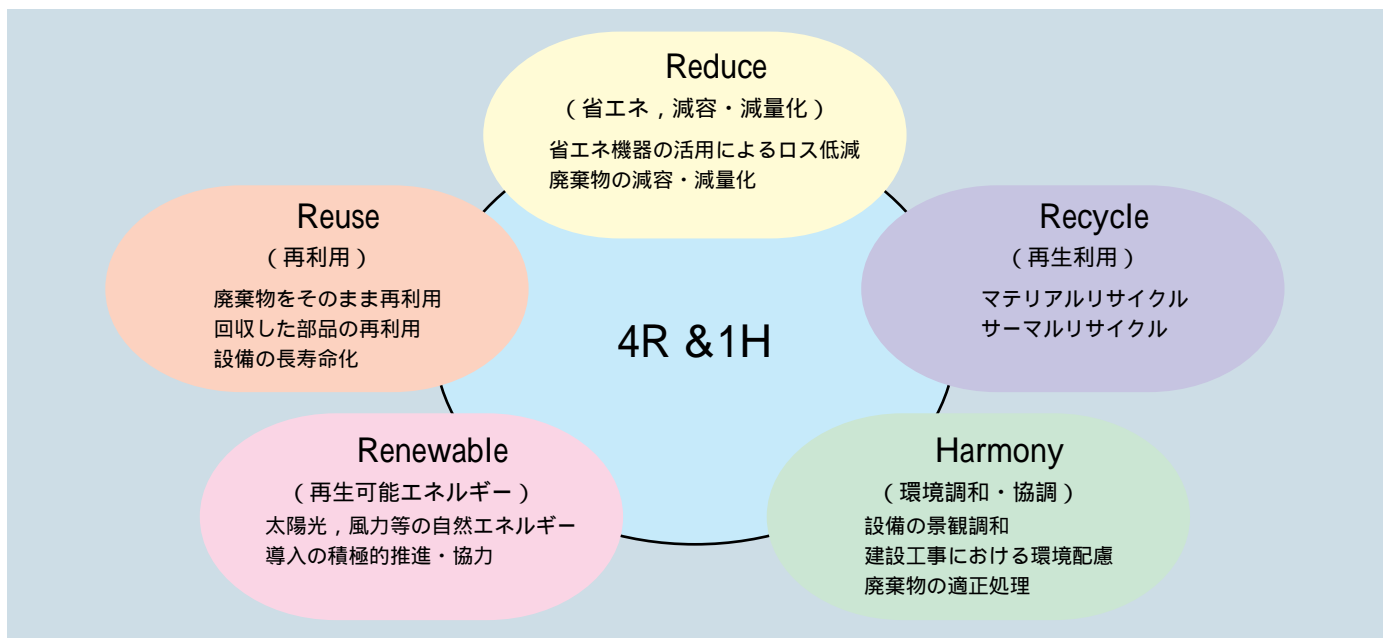 Reduce
（省エネ，減容・減量化）
省エネ機器の活用によるロス低減
廃棄物の減容・減量化
Reuse
（再利用）
廃棄物をそのまま再利用
回収した部品の再利用
設備の長寿命化
Recycle
（再生利用）
マテリアルリサイクル
サーマルリサイクル
4R &1H
Renewable
（再生可能エネルギー）
太陽光，風力等の自然エネルギー
導入の積極的推進・協力
Harmony
（環境調和・協調）
設備の景観調和
建設工事における環境配慮
廃棄物の適正処理